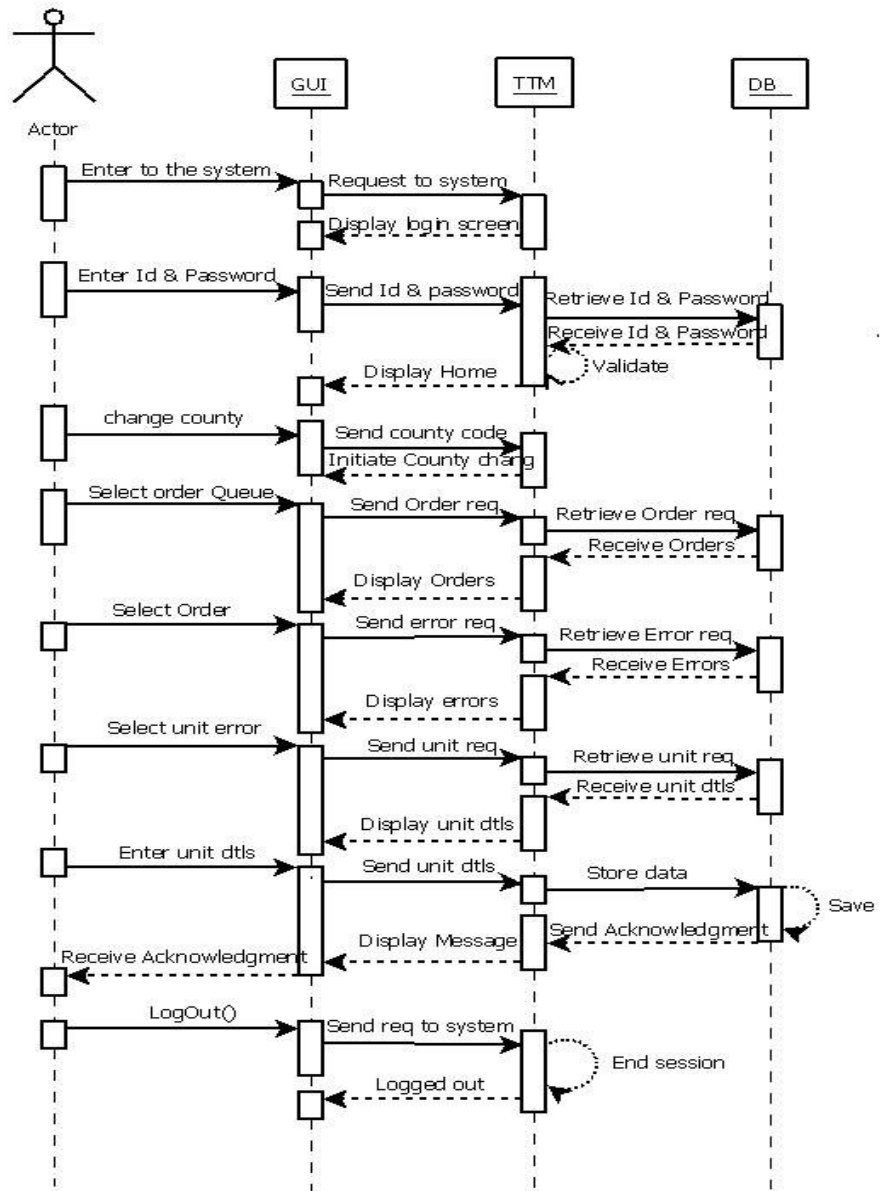 GUI
TTM
DB
Actor
Enter to the system
Request to system
Display login screen
Enter Id & Password
Send Id & password
Retrieve Id & Password
Receive Id & Password
Validate
Display Home
change county
Send county code
Initiate County chang
Select order Queue
Send Order req
Retrieve Order req
Receive Orders
Display Orders
Select Order
Send error req
Retrieve Error req
Receive Errors
Display errors
Select unit error
Send unit req
Retrieve unit req
Receive unit dtls
Display unit dtls
Enter unit dtls
Send unit dtls
Store data
Save
Send Acknowledgment
Display Message
Receive Acknowledgment
LogOut()
Send req to system
End session
Logged out